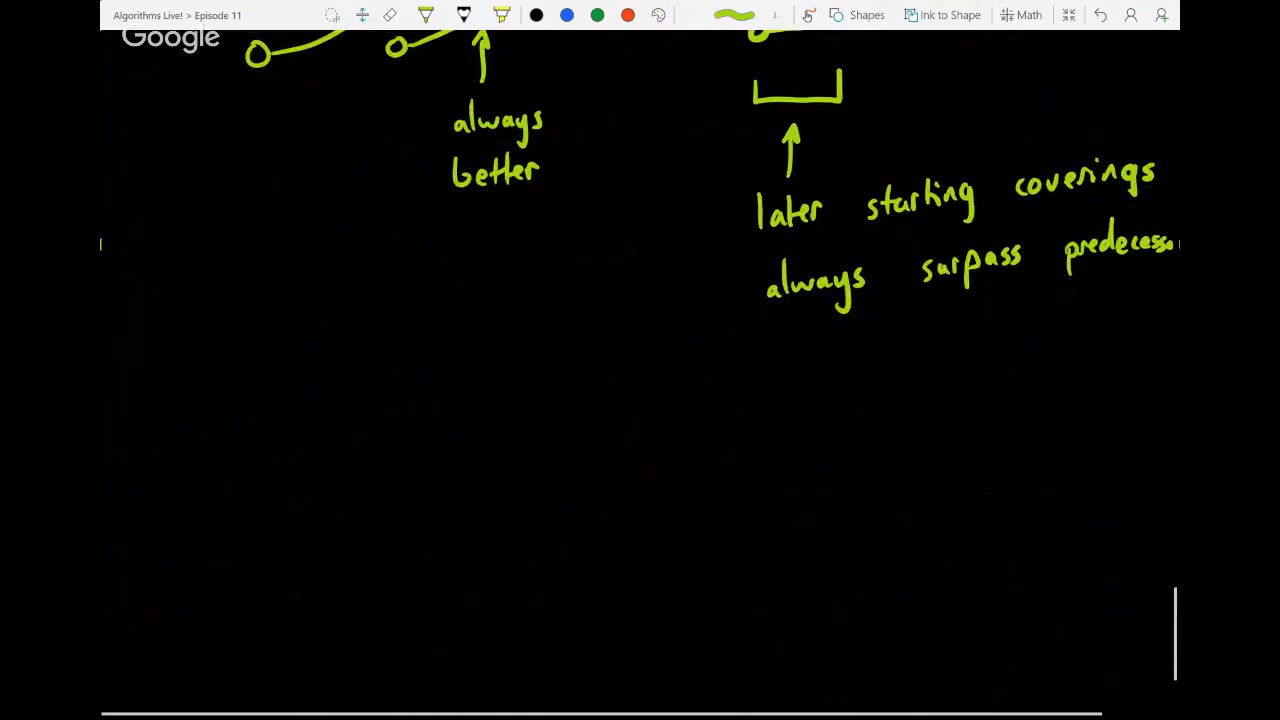 Algorithms Live! > Episode 11
Shapes
Ink to Shape
Math
Google
always
better
later starting coverings
always surpass